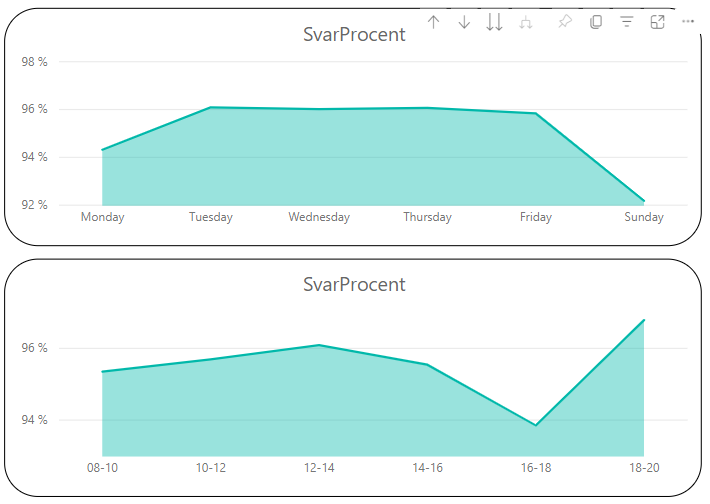 SvarProcent
98 %
96 %
94 %
92 %
Monday Tuesday Wednesday Thursday Friday Sunday
SvarProcent
96 %
94 %
08-10 10-12 12-14 14-16 16-18 18-20